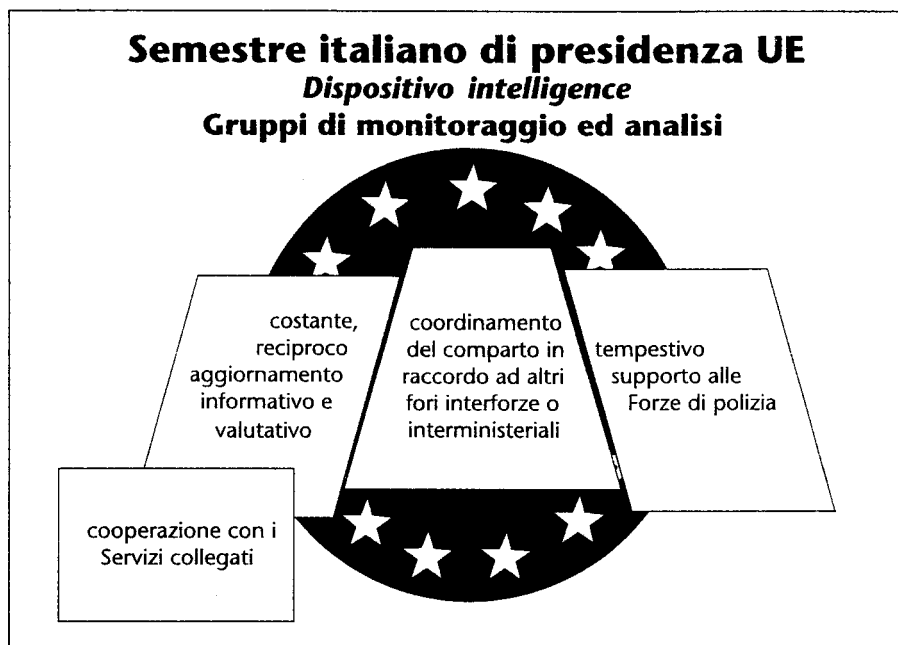 Semestre italiano di presidenza UE
Dispositivo intelligence
Gruppi di monitoraggio ed analisi
costante,
reciproco
aggiornamento
informativo e
valutativo
coordinamento
del comparto in
raccordo ad altri
fori interforze o
interministeriali
tempestivo
supporto alle
Forze di polizia
cooperazione con i
Servizi collegati